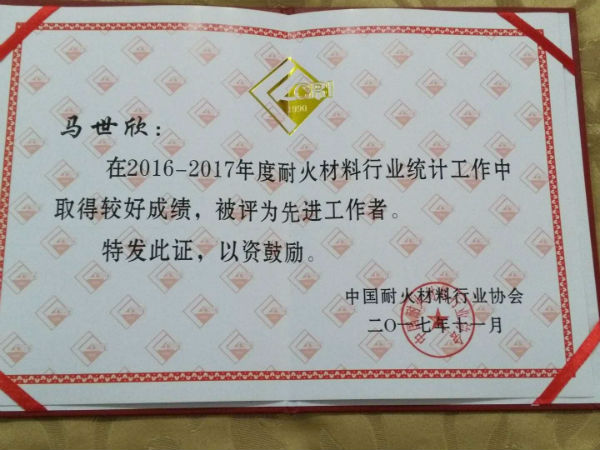 ACRI
1990
马世欣：
在2016-2017年度耐火材料行业统计工作中
取得较好成绩，被评为先进工作者。
特发此证，以资鼓励。
中国耐火材料行业协会
二〇一七年十一月